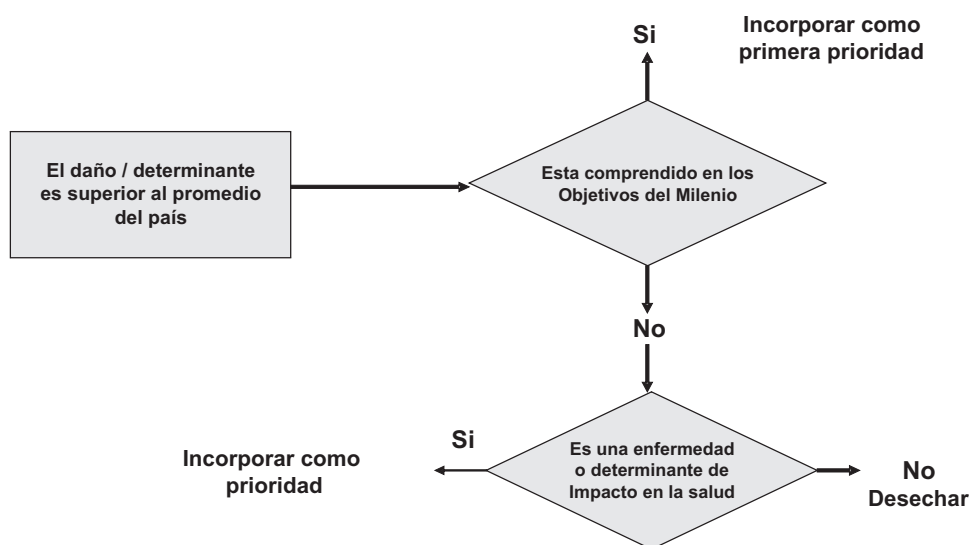 Si
Incorporar como
primera prioridad
El daño / determinante
es superior al promedio
del país
Esta comprendido en los
Objetivos del Milenio
No
Si
Incorporar como
prioridad
Es una enfermedad
o determinante de
Impacto en la salud
No
Desechar